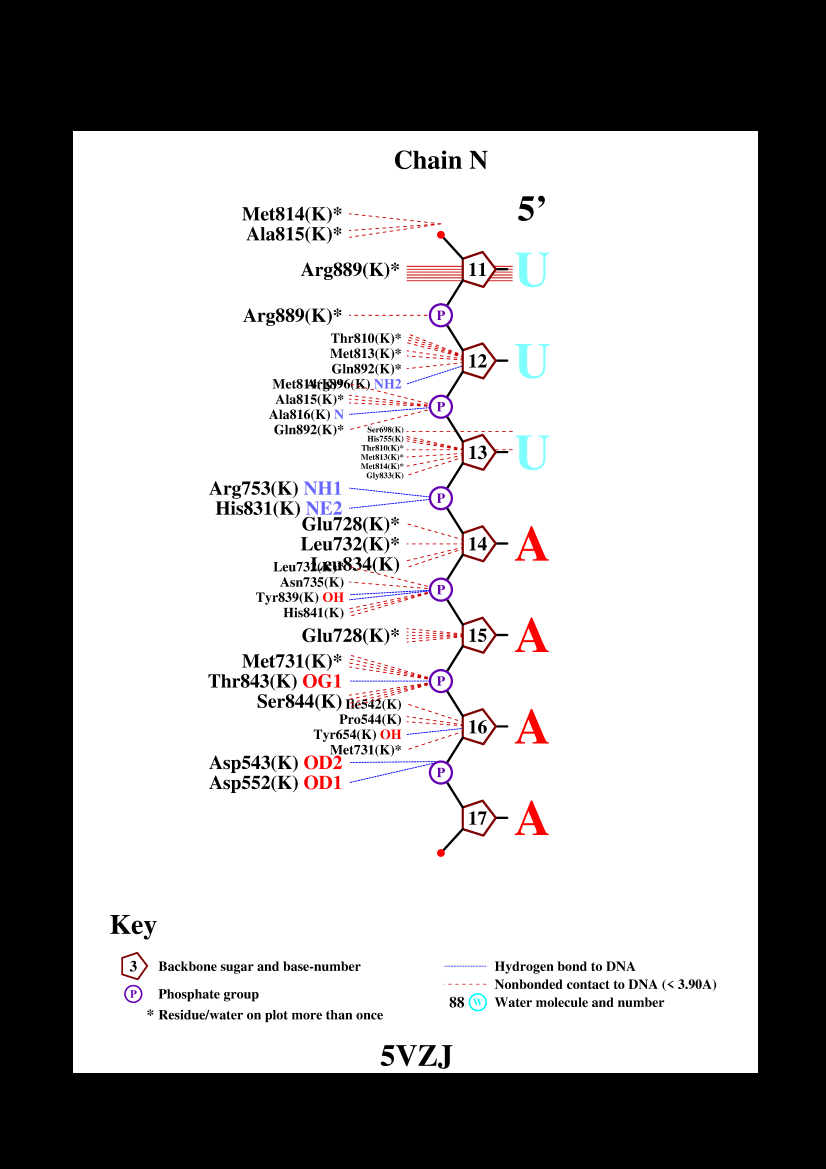 Chain N
5’
Met814(K)*
Ala815(K)*
Arg889(K)*
11 U
Arg889(K)*
P
Thr810(K)*
Met813(K)*
12 U
Gln892(K)*
Arg896(K) NH2
Met814(K)*
Ala815(K)*
P
Ala816(K) N
Gln892(K)*
Ser698(K)
His755(K)
Thr810(K)*
13 U
Met813(K)*
Met814(K)*
Gly833(K)
Arg753(K) NH1
P
His831(K) NE2
Glu728(K)*
Leu732(K)*
14 A
Leu834(K)
Leu732(K)*
Asn735(K)
P
Tyr839(K) OH
His841(K)
Glu728(K)*
15 A
Met731(K)*
Thr843(K) OG1
P
Ser844(K)
Ile542(K)
Pro544(K)
16 A
Tyr654(K) OH
Met731(K)*
Asp543(K) OD2
P
Asp552(K) OD1
17 A
Key
3 Backbone sugar and base-number
P Phosphate group
* Residue/water on plot more than once
Hydrogen bond to DNA
Nonbonded contact to DNA (< 3.90A)
88 W Water molecule and number
5VZJ